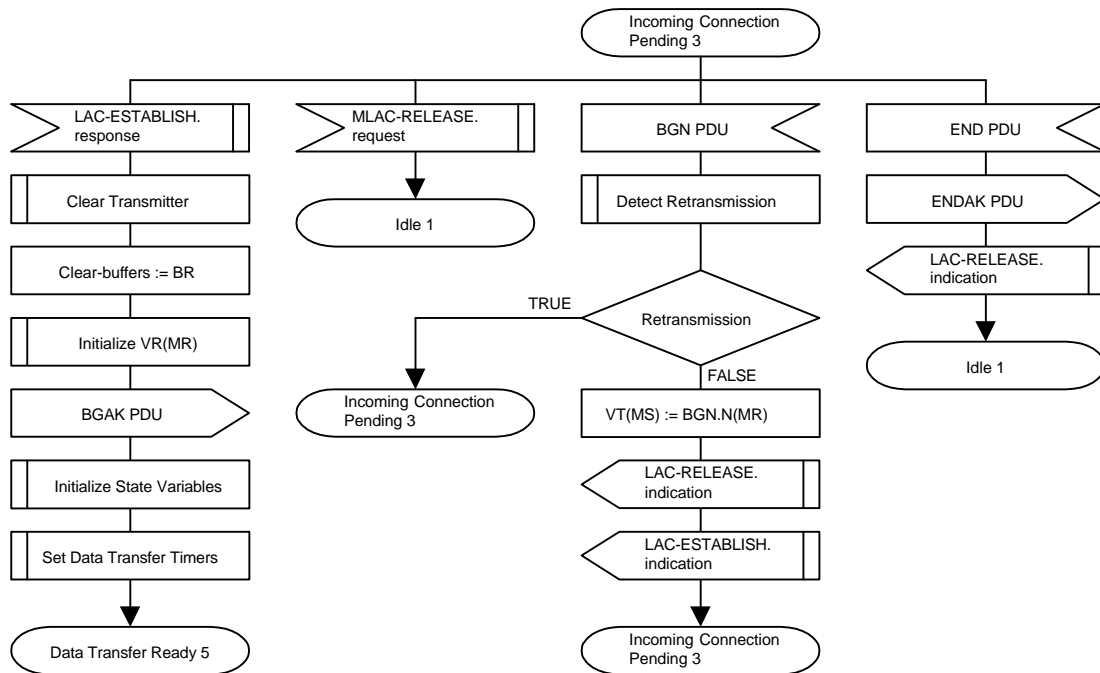 Incoming Connection
Pending 3
LAC-ESTABLISH.
response
Clear Transmitter
Clear-buffers := BR
Initialize VR(MR)
BGAK PDU
Initialize State Variables
Set Data Transfer Timers
Data Transfer Ready 5
MLAC-RELEASE.
request
Idle 1
BGN PDU
Detect Retransmission
Retransmission
TRUE
Incoming Connection
Pending 3
FALSE
VT(MS) := BGN.N(MR)
LAC-RELEASE.
indication
LAC-ESTABLISH.
indication
Incoming Connection
Pending 3
END PDU
ENDAK PDU
LAC-RELEASE.
indication
Idle 1